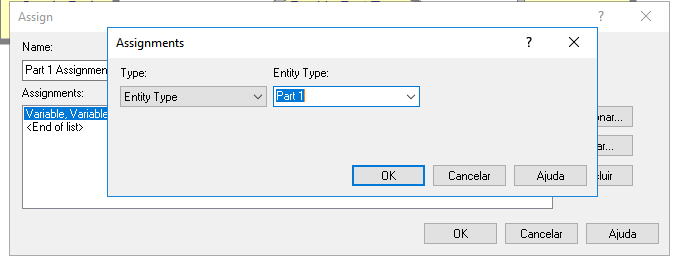 Assign
?
Name:
Part 1 Assignmen
Assignments:
Variable, Variable
<End of list>
Assignments
?
Type:
Entity Type:
Entity Type
Part 1
OK
Cancelar
Ajuda
onar...
ar...
luir
OK
Cancelar
Ajuda